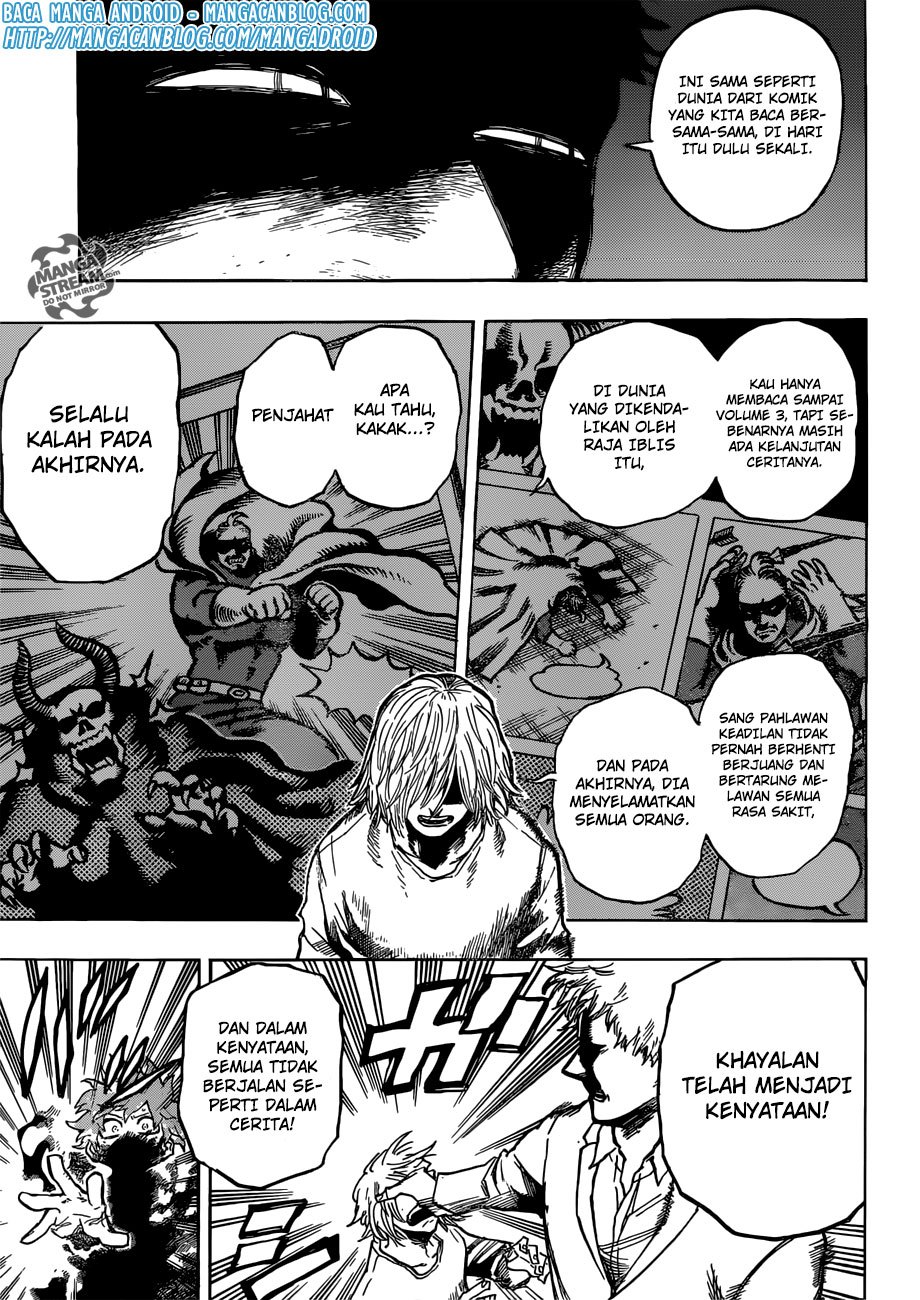 BACA MANGA ANDROID - MANGACANBLOG.COM
HTTP://MANGACANBLOG.COM/MANGADROID
INI SAMA SEPERTI
DUNIA DARI KOMIK
YANG KITA BACA BER-
SAMA-SAMA, DI HARI
ITU DULU SEKALI.
MANGA
STREAM.com
DO NOT MIRROR
KAU HANYA
MEMBACA SAMPAI
VOLUME 3, TAPI SE-
BENARNYA MASIH
ADA KELANJUTAN
CERITANYA.
DI DUNIA
YANG DIKENDA-
LIKAN OLEH
RAJA IBLIS
ITU,
SANG PAHLAWAN
KEADILAN TIDAK
PERNAH BERHENTI
BERJUANG DAN
BERTARUNG ME-
LAWAN SEMUA
RASA SAKIT,
DAN PADA
AKHIRNYA, DIA
MENYELAMATKAN
SEMUA ORANG.
APA
KAU TAHU,
KAKAK...?
PENJAHAT
SELALU
KALAH PADA
AKHIRNYA.
KHAYALAN
TELAH MENJADI
KENYATAAN!
DAN DALAM
KENYATAAN,
SEMUA TIDAK
BERJALAN SE-
PERTI DALAM
CERITA!
ガシ